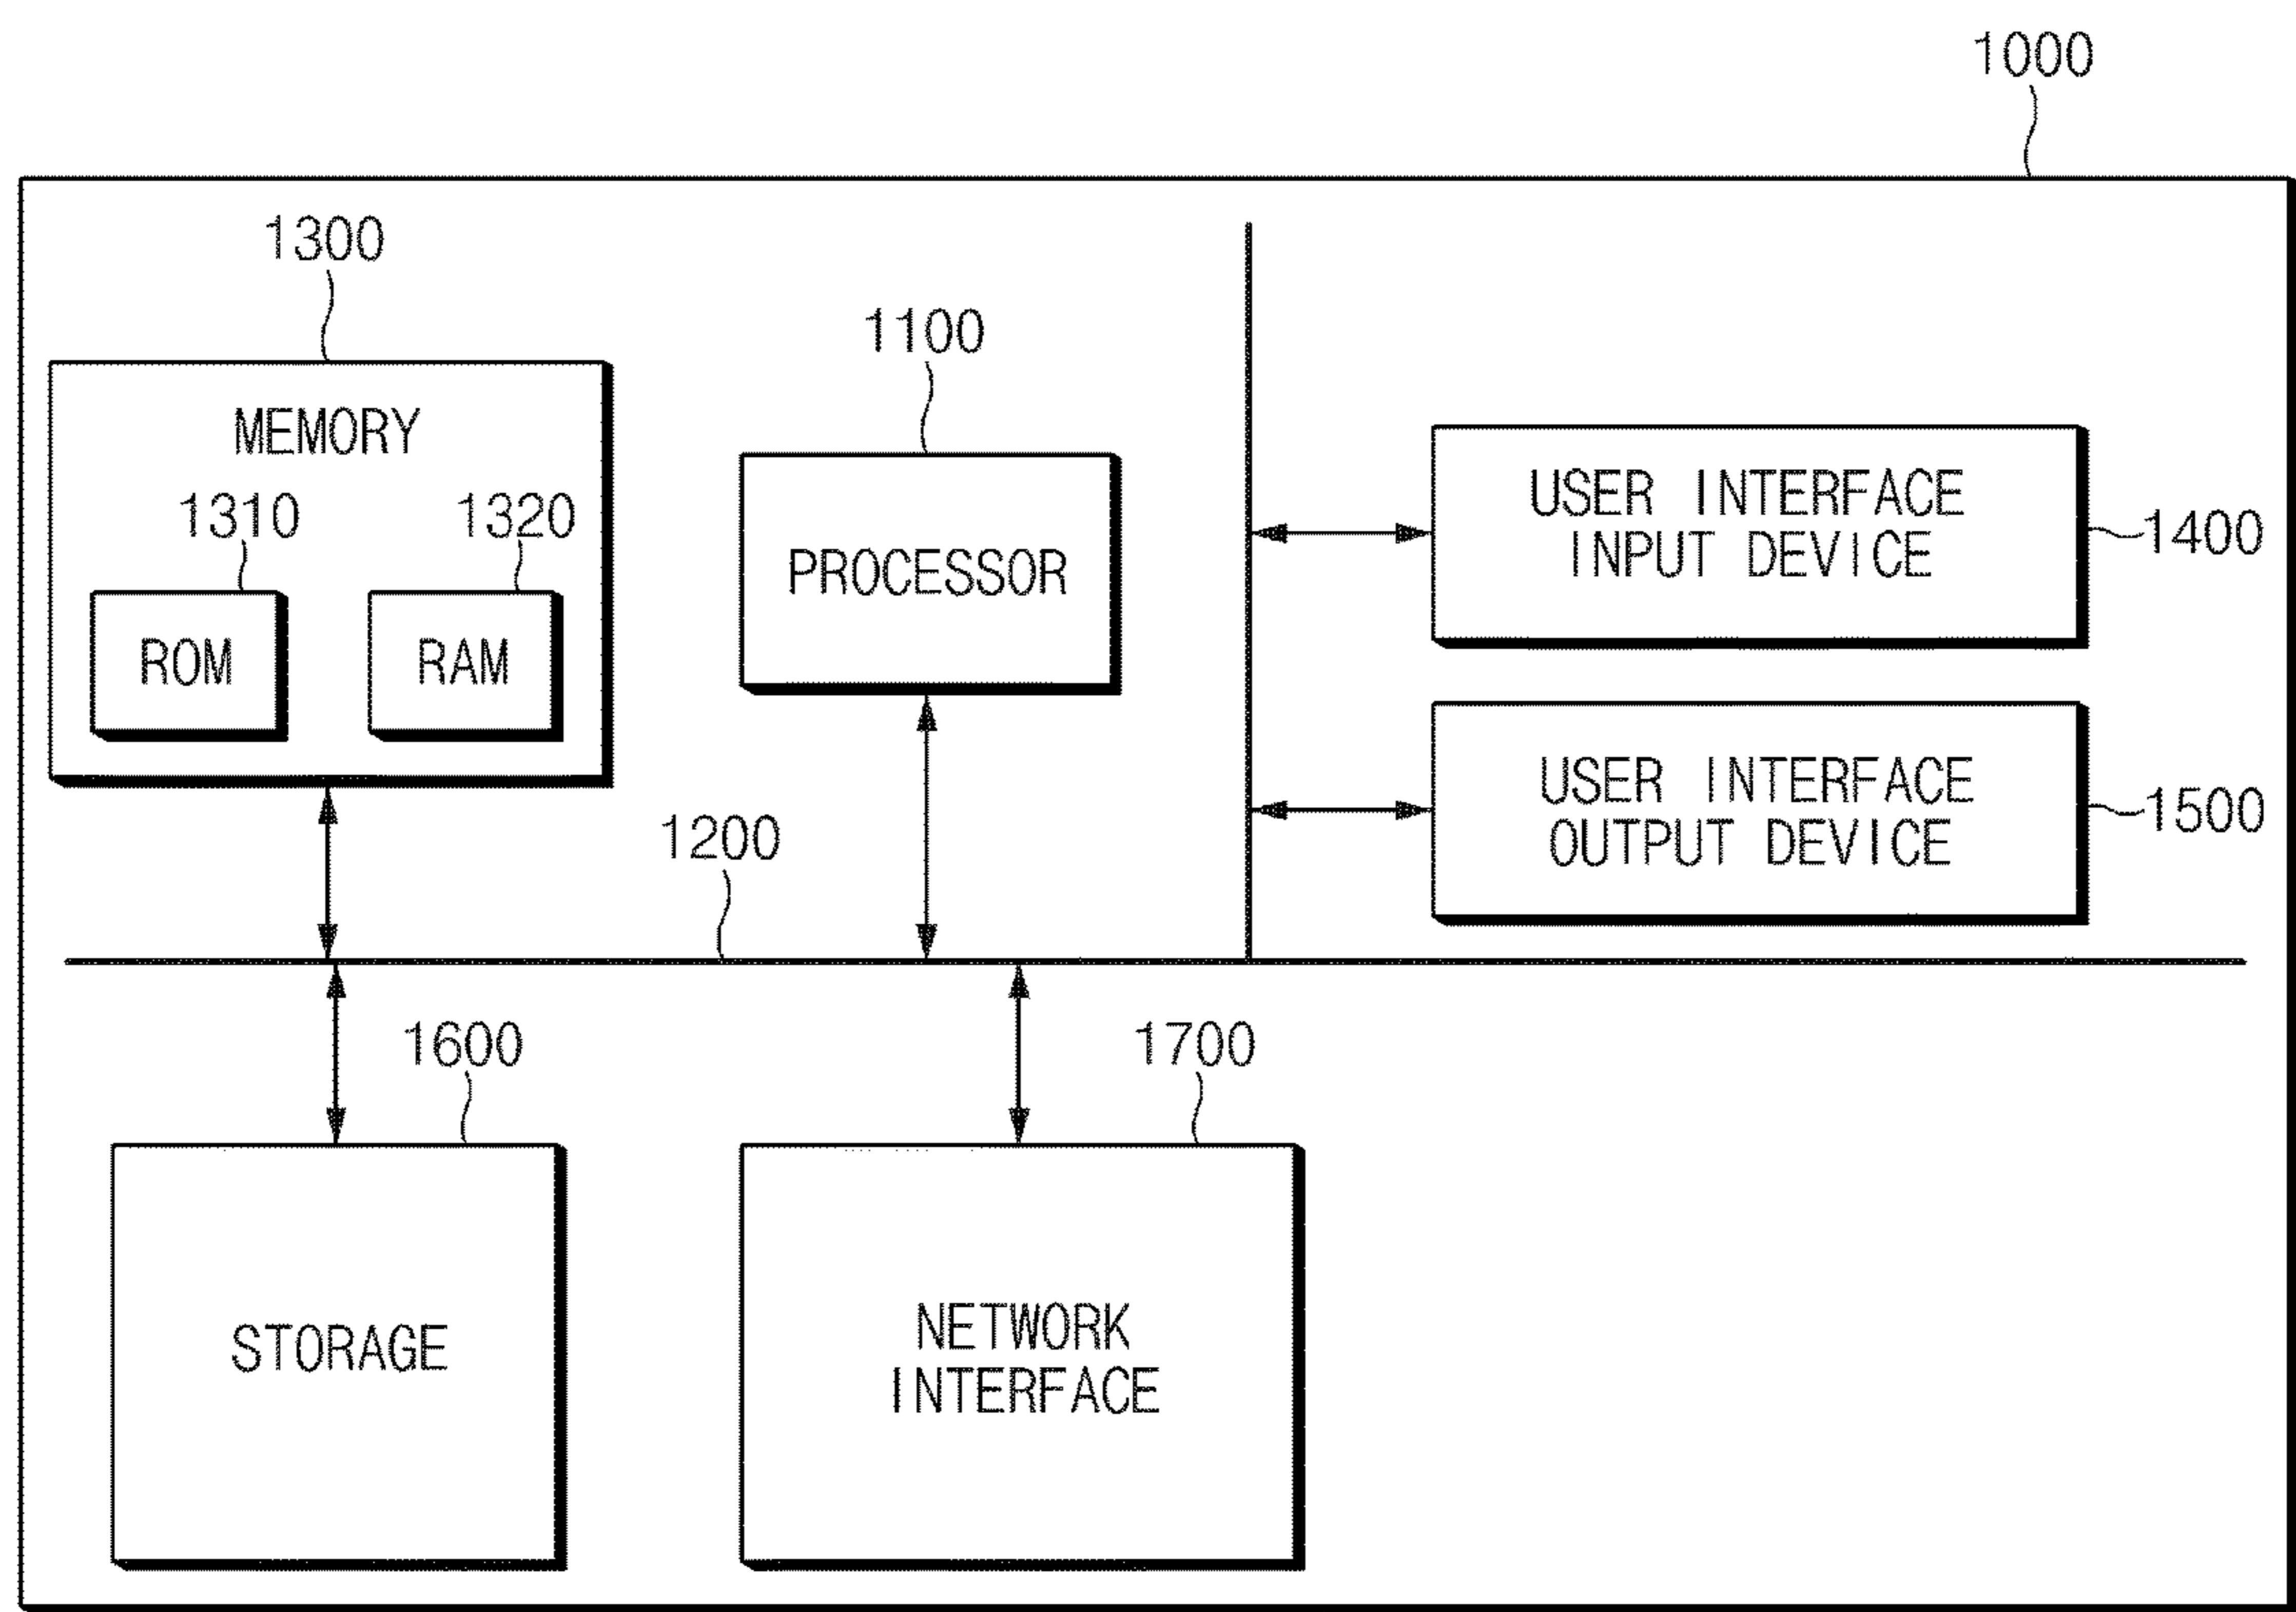 1000
1300
1100
MEMORY
1310
1320
ROM
RAM
PROCESSOR
USER INTERFACE
INPUT DEVICE
1400
USER INTERFACE
OUTPUT DEVICE
1500
1200
1600
1700
STORAGE
NETWORK
INTERFACE